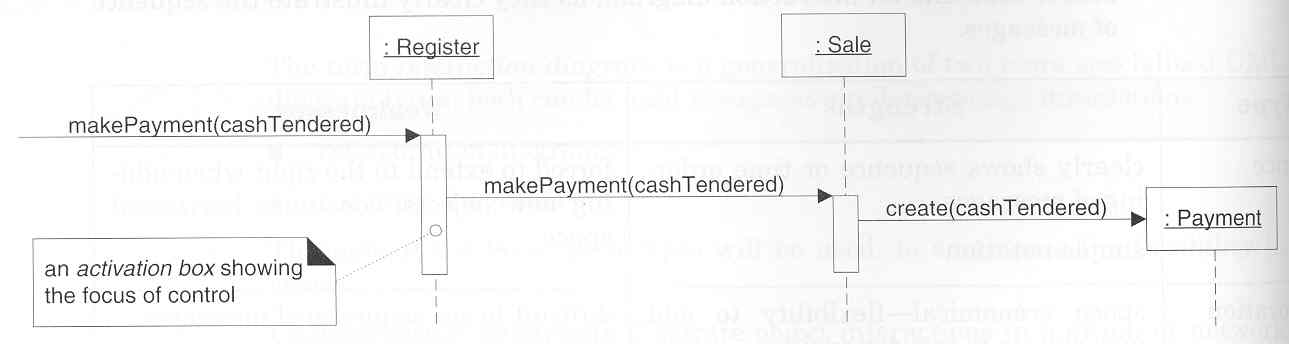 : Register
: Sale
makePayment(cashTendered)
makePayment(cashTendered)
create(cashTendered)
: Payment
an activation box showing
the focus of control